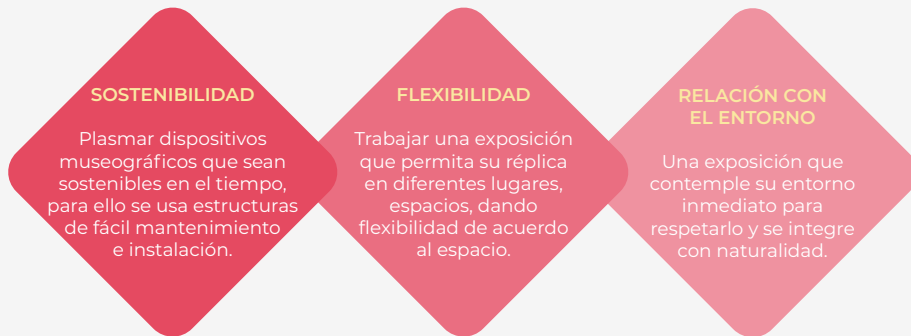 SOSTENIBILIDAD
Plasmar dispositivos
museográficos que sean
sostenibles en el tiempo,
para ello se usa estructuras
de fácil mantenimiento
e instalación.
FLEXIBILIDAD
Trabajar una exposición
que permita su réplica
en diferentes lugares,
espacios, dando
flexibilidad de acuerdo
al espacio.
RELACIÓN CON
EL ENTORNO
Una exposición que
contemple su entorno
inmediato para
respetarlo y se integre
con naturalidad.